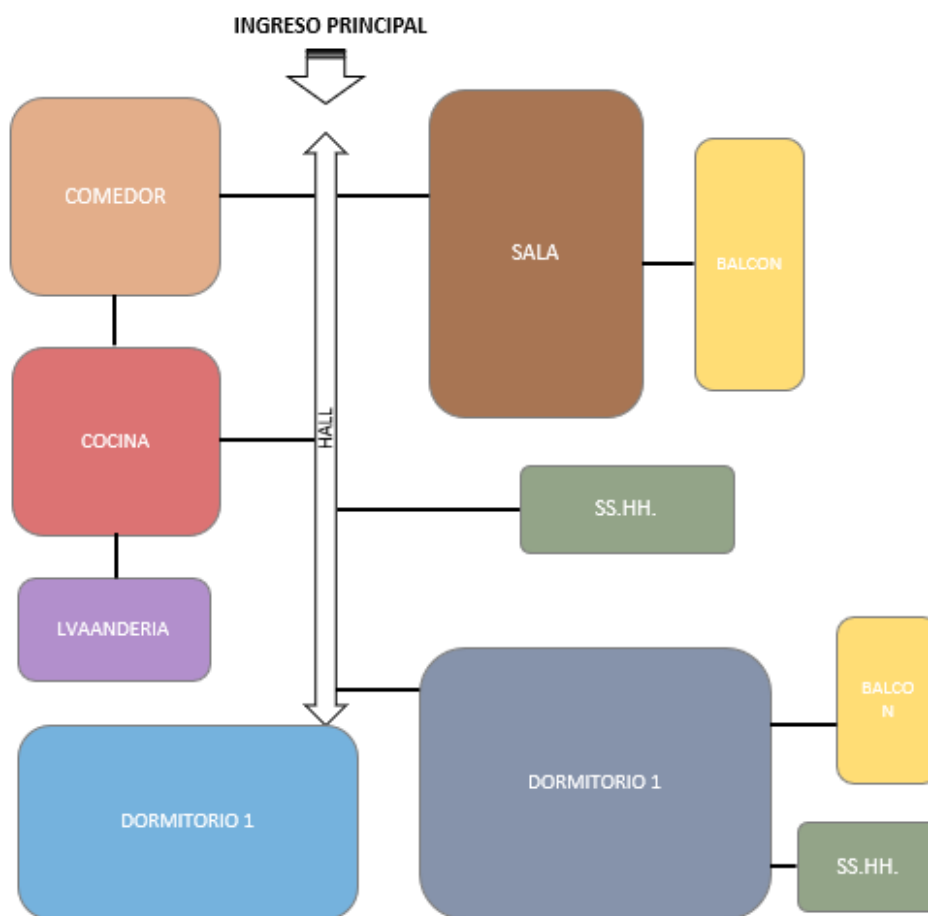 INGRESO PRINCIPAL
COMEDOR
SALA
BALCON
HALL
COCINA
SS.HH.
LVAANDERIA
BALCO
N
DORMITORIO 1
DORMITORIO 1
SS.HH.